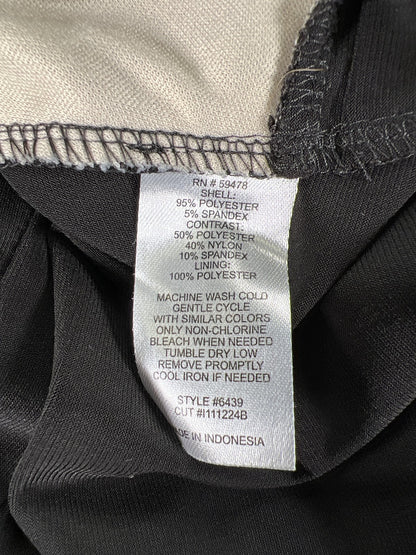 RN # 59478
SHELL:
95% POLYESTER
5% SPANDEX
CONTRAST:
50% POLYESTER
40% NYLON
10% SPANDEX
LINING:
100% POLYESTER
MACHINE WASH COLD
GENTLE CYCLE
WITH SIMILAR COLORS
ONLY NON-CHLORINE
BLEACH WHEN NEEDED
TUMBLE DRY LOW
REMOVE PROMPTLY
COOL IRON IF NEEDED
STYLE #6439
CUT #I111224B
MADE IN INDONESIA